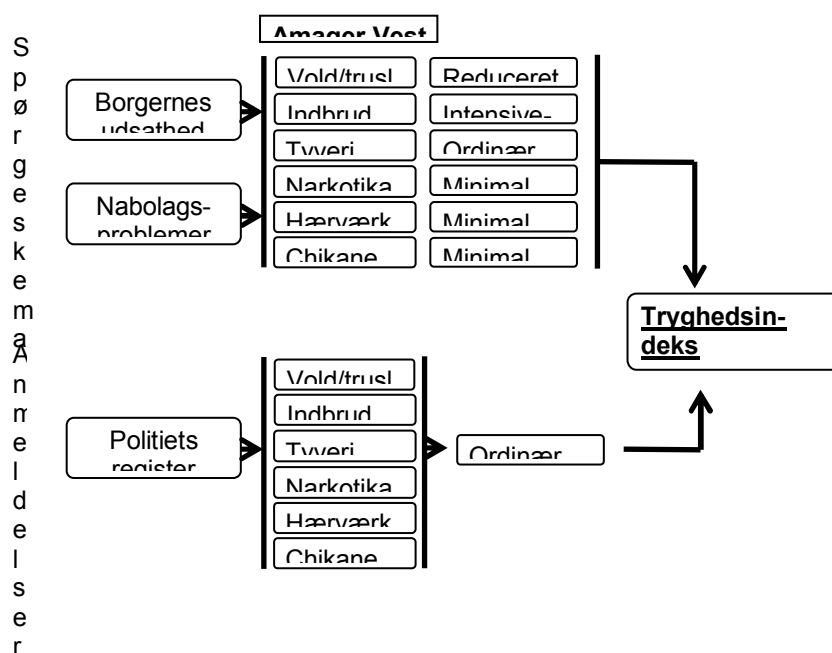 Amager Vest
Spørgeskema
Borgernes
udsathed
Nabolags-
problemer
Vold/trusl
Reduceret
Indbrud
Intensive-
Tyveri
Ordinær
Narkotika
Minimal
Hærværk
Minimal
Chikane
Minimal
Tryghedsin-
deks
Anmeldelser
Politiets
register
Vold/trusl
Indbrud
Tyveri
Narkotika
Hærværk
Chikane
Ordinær